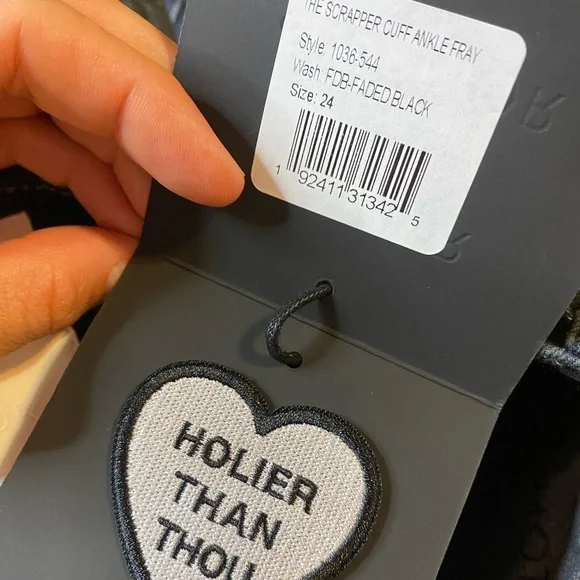 THE SCRAPPER CUFF ANKLE FRAY
Style: 1036-544
Wash: FDB-FADED BLACK
Size: 24
1 92411 31342 5
HOLIER
THAN
THOU